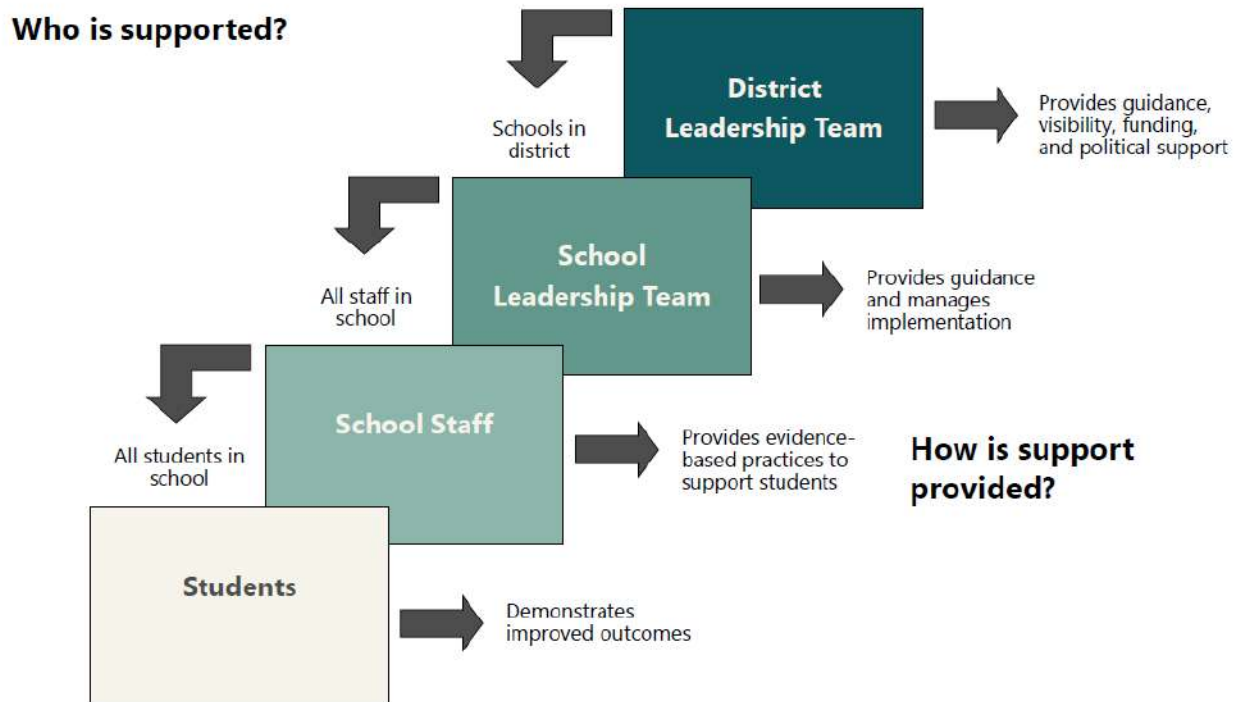 Who is supported?
District
Leadership Team
Provides guidance,
visibility, funding,
and political support
Schools in
district
School
Leadership Team
Provides guidance
and manages
implementation
All staff in
school
School Staff
Provides evidence-
based practices to
support students
How is support
provided?
All students in
school
Students
Demonstrates
improved outcomes